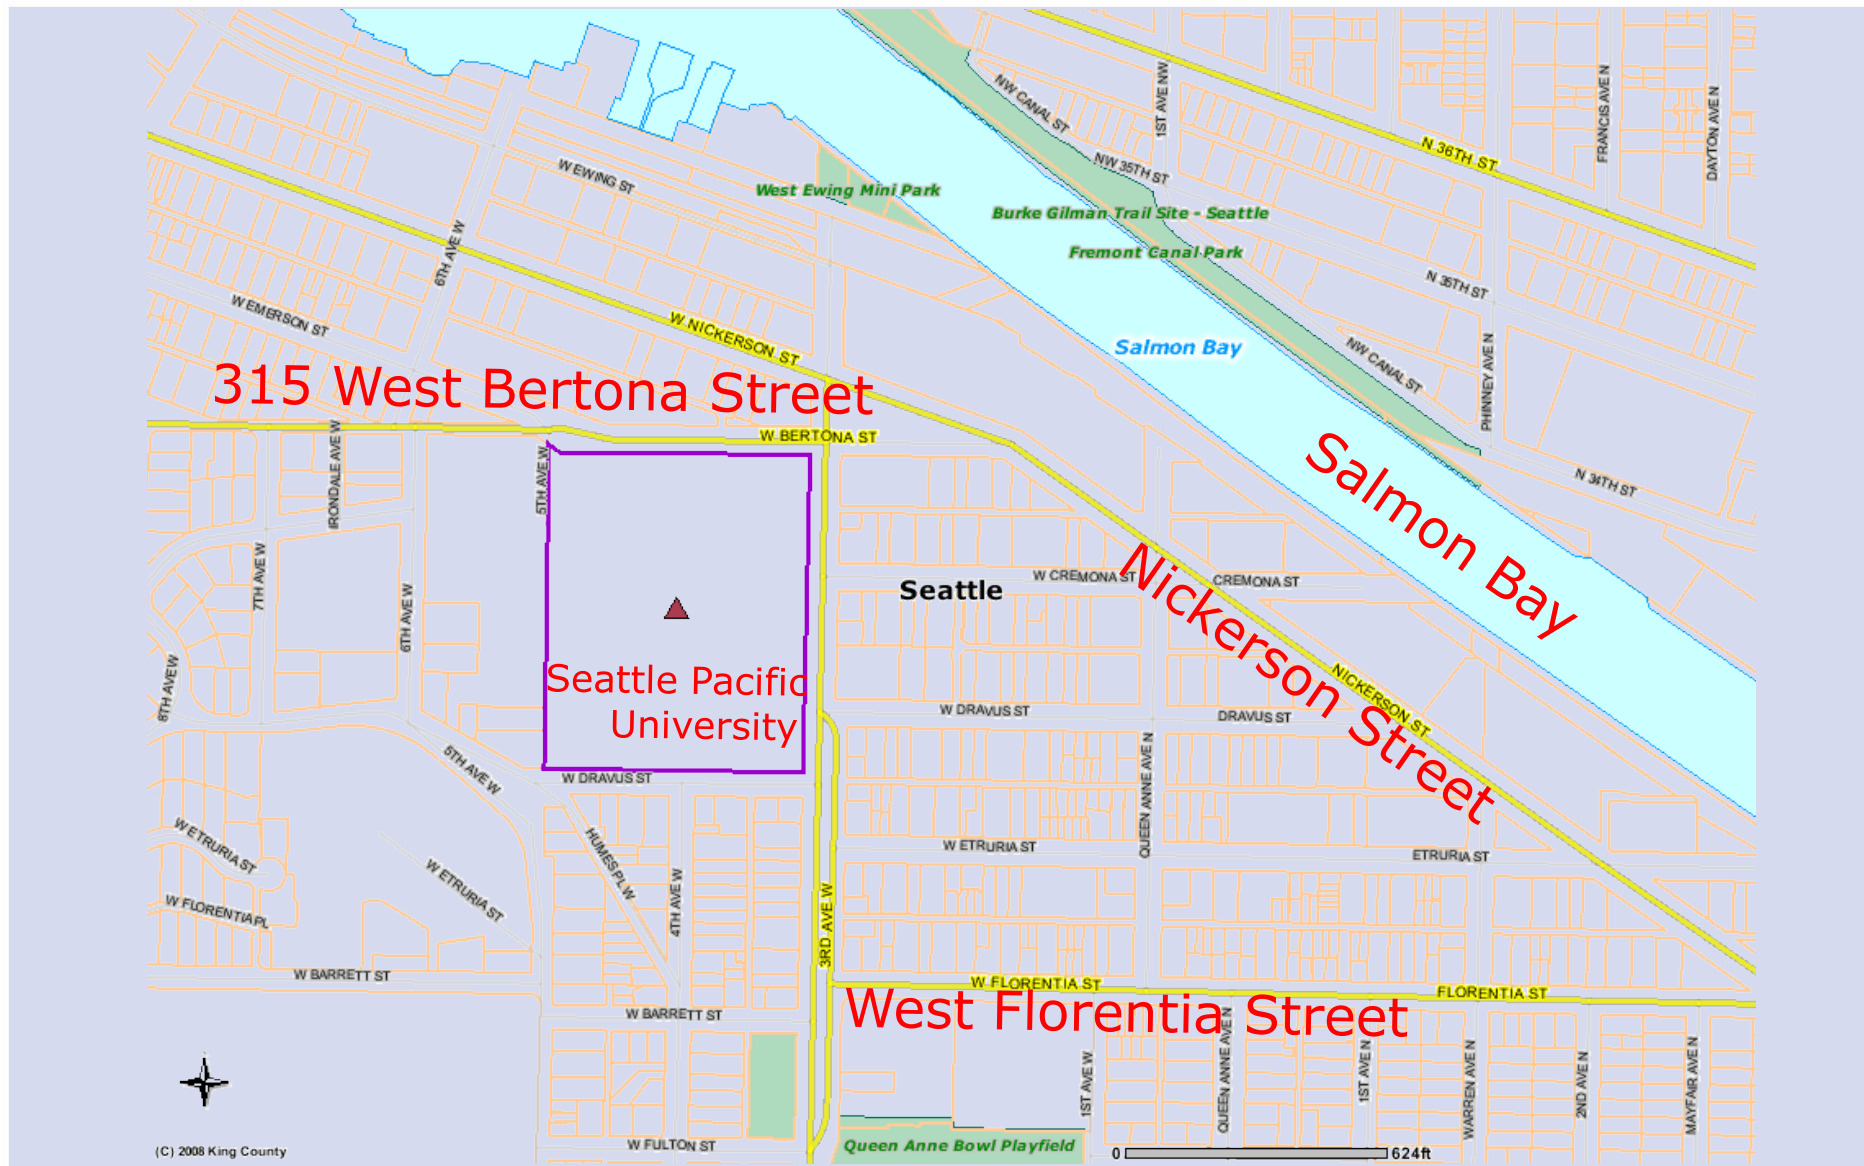 NW CANAL ST
1ST AVE NW
FRANCIS AVE N
DAYTON AVE N
N 36TH ST
NW 35TH ST
W EWING ST
West Ewing Mini Park
Burke Gilman Trail Site - Seattle
Fremont Canal Park
6TH AVE W
N 35TH ST
W EMERSON ST
W NICKERSON ST
Salmon Bay
NW CANAL ST
PHINNEY AVE N
315 West Bertona Street
W BERTONA ST
IRONDALE AVE W
5TH AVE W
Salmon Bay
N 34TH ST
7TH AVE W
6TH AVE W
Seattle
W CREMONA ST
CREMONA ST
Nickerson Street
8TH AVE W
Seattle Pacific
University
W DRAVUS ST
DRAVUS ST
NICKERSON ST
5TH AVE W
W DRAVUS ST
QUEEN ANNE AVE N
W ETRURIA ST
HUMES PL W
W ETRURIA ST
ETRURIA ST
W ETRURIA ST
4TH AVE W
3RD AVE W
W FLORENTIA PL
W BARRETT ST
W FLORENTIA ST
FLORENTIA ST
West Florentia Street
W BARRETT ST
1ST AVE W
QUEEN ANNE AVE N
1ST AVE N
WARREN AVE N
2ND AVE N
MAYFAIR AVE N
(C) 2008 King County
W FULTON ST
Queen Anne Bowl Playfield
0 624ft